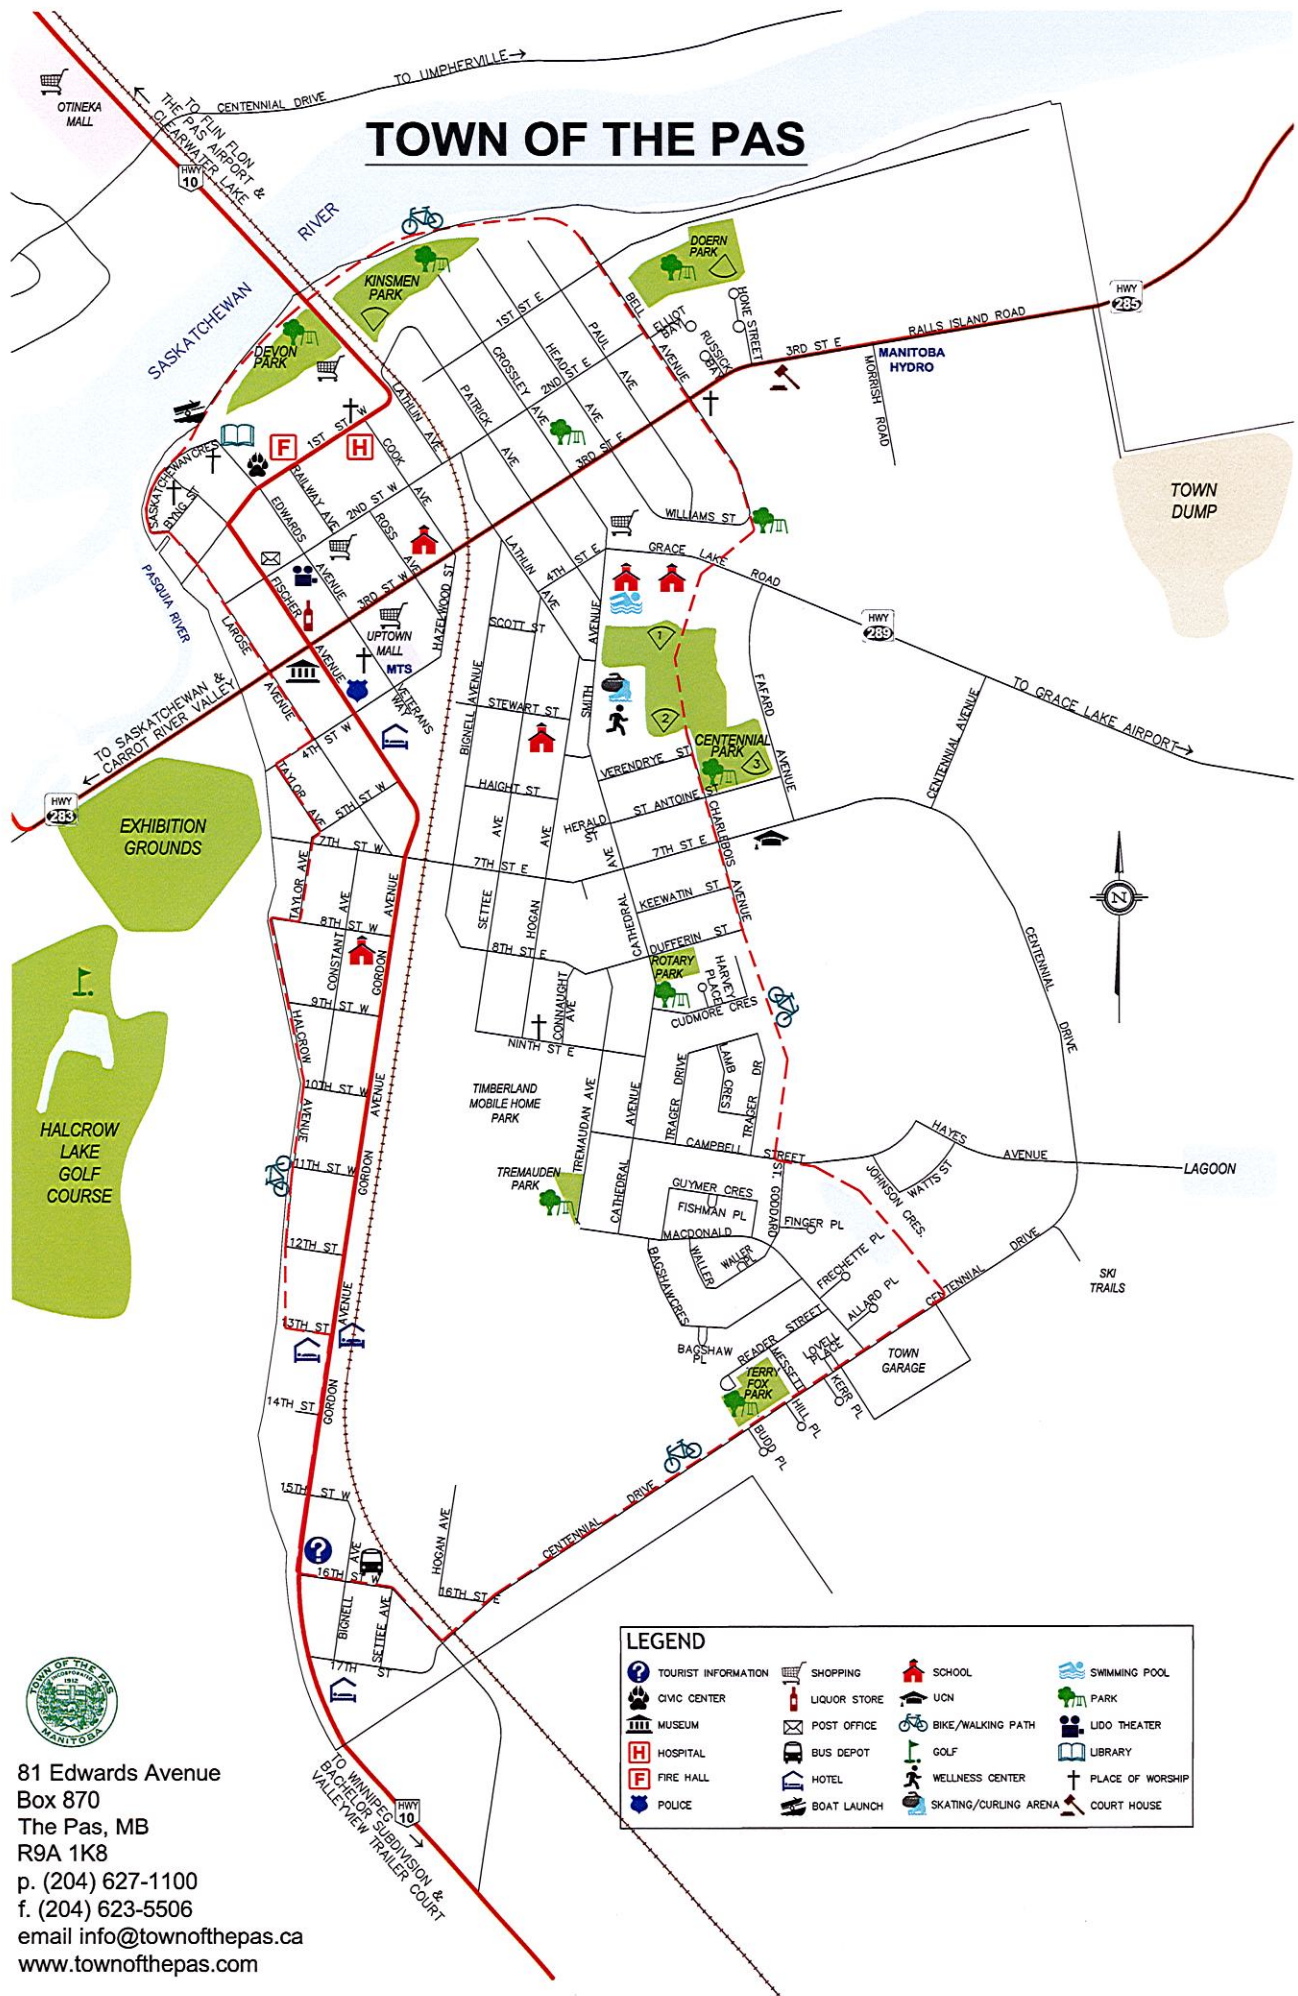 TOWN OF THE PAS
TO UMPHERVILLE
CENTENNIAL DRIVE
OTINEKA
MALL
TO FLIN FLON
THE PAS AIRPORT &
CLEARWATER LAKE
HWY
10
SASKATCHEWAN
RIVER
KINSMEN
PARK
DEVON
PARK
DOERN
PARK
BELL
AVENUE
ELLIOT
BAY
RUSSICK
BAY
HONE STREET
3RD ST E
RALLS ISLAND ROAD
HWY
285
MANITOBA
HYDRO
MORRISH ROAD
TOWN
DUMP
1ST ST E
2ND ST E
3RD ST E
PAUL
AVE
HEAD
AVE
CROSSLEY
AVE
PATRICK
AVE
LATHLIN AVE
COOK
AVE
1ST ST W
2ND ST W
3RD ST W
RAILWAY AVE
ROSS
AVE
EDWARDS
AVENUE
FISCHER
AVENUE
SASKATCHEWAN CRES
BYNG ST
PASQUIA RIVER
LAROSE
AVENUE
HAZELWOOD ST
UPTOWN
MALL
MTS
VETERANS
WAY
4TH ST W
5TH ST W
TAYLOR
AVE
TO SASKATCHEWAN &
CARROT RIVER VALLEY
HWY
283
EXHIBITION
GROUNDS
HALCROW
LAKE
GOLF
COURSE
WILLIAMS ST
GRACE LAKE
ROAD
HWY
289
TO GRACE LAKE AIRPORT
LATHLIN
AVE
4TH ST E
SCOTT ST
STEWART ST
HAIGHT ST
BIGNELL AVENUE
SMITH
AVENUE
SETTEE
AVE
HOGAN
AVE
1
2
3
CENTENNIAL
PARK
FAFARD
AVENUE
CENTENNIAL AVENUE
VERENDRYE ST
ST ANTOINE ST
HERALD
ST
7TH ST E
7TH ST E
7TH ST W
CHARLEBOIS
AVENUE
KEEWATIN ST
DUFFERIN ST
CATHEDRAL
AVE
8TH ST E
8TH ST W
TAYLOR AVE
CONSTANT
AVE
GORDON
AVENUE
9TH ST W
ROTARY
PARK
HARVEY
PLACE
CUDMORE CRES
CONNAUGHT
AVE
NINTH ST E
CENTENNIAL
DRIVE
N
HALCROW
AVENUE
10TH ST W
11TH ST W
12TH ST
13TH ST
14TH ST
15TH ST W
16TH ST W
17TH
ST
GORDON
AVENUE
GORDON
AVENUE
TIMBERLAND
MOBILE HOME
PARK
TREMAUDAN AVE
CATHEDRAL
AVENUE
TRAGER DRIVE
LAMB CRES
TRAGER DR
CAMPBELL
STREET
TREMAUDEN
PARK
GUYMER CRES
FISHMAN PL
MACDONALD
ST. GODDARD
FINGER PL
HAYES
AVENUE
JOHNSON CRES.
WATTS ST
LAGOON
WALLER
WALLER
PL
BAGSHAW CRES
BAGSHAW
PL
FRECHETTE PL
ALLARD PL
READER STREET
MESSETT
LOVELL
PLACE
CENTENNIAL
DRIVE
SKI
TRAILS
TOWN
GARAGE
TERRY
FOX
PARK
KERR PL
HILL PL
BUDD PL
CENTENNIAL
DRIVE
HOGAN AVE
16TH ST E
BIGNELL
AVE
SETTEE AVE
TO WINNIPEG
BACHELOR SUBDIVISION &
VALLEYVIEW TRAILER COURT
HWY
10
LEGEND
TOURIST INFORMATION
SHOPPING
SCHOOL
SWIMMING POOL
CIVIC CENTER
LIQUOR STORE
UCN
PARK
MUSEUM
POST OFFICE
BIKE/WALKING PATH
LIDO THEATER
H
HOSPITAL
BUS DEPOT
GOLF
LIBRARY
F
FIRE HALL
HOTEL
WELLNESS CENTER
PLACE OF WORSHIP
POLICE
BOAT LAUNCH
SKATING/CURLING ARENA
COURT HOUSE
TOWN OF THE PAS
INCORPORATED
1912
MANITOBA
81 Edwards Avenue
Box 870
The Pas, MB
R9A 1K8
p. (204) 627-1100
f. (204) 623-5506
email info@townofthepas.ca
www.townofthepas.com